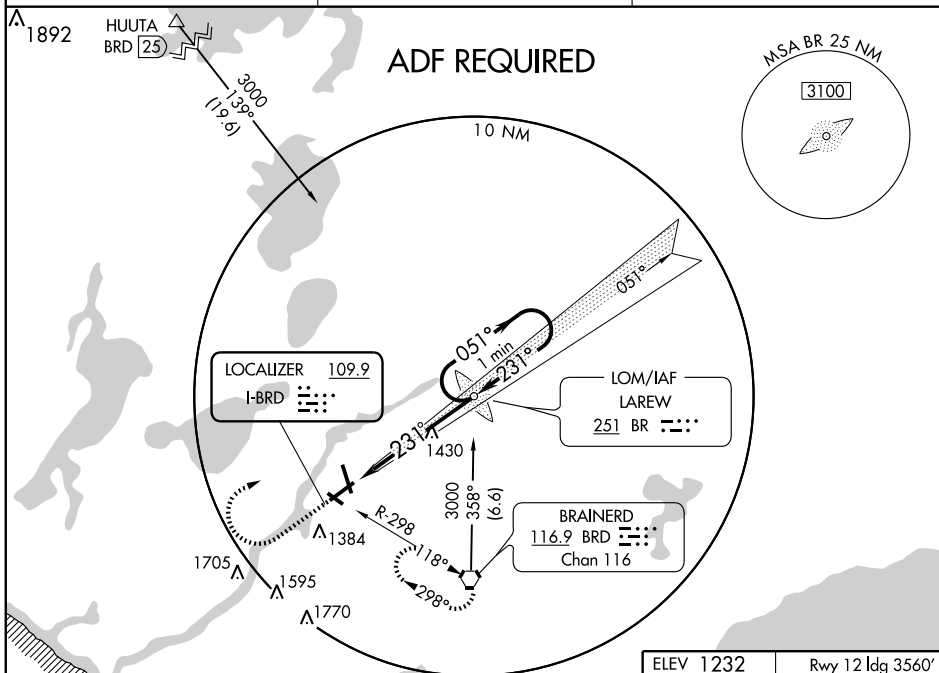 1892
HUUTA
BRD 25
ADF REQUIRED
MSA BR 25 NM
3100
3000
139°
(19.6)
10 NM
051°
051°
1 min
231°
LOCALIZER 109.9
I-BRD
LOM/IAF
LAREW
251 BR
231°
1430
3000
358°
(6.6)
R-298
118°
298°
BRAINERD
116.9 BRD
Chan 116
1384
1705
1595
1770
ELEV 1232
Rwy 12 ldg 3560'